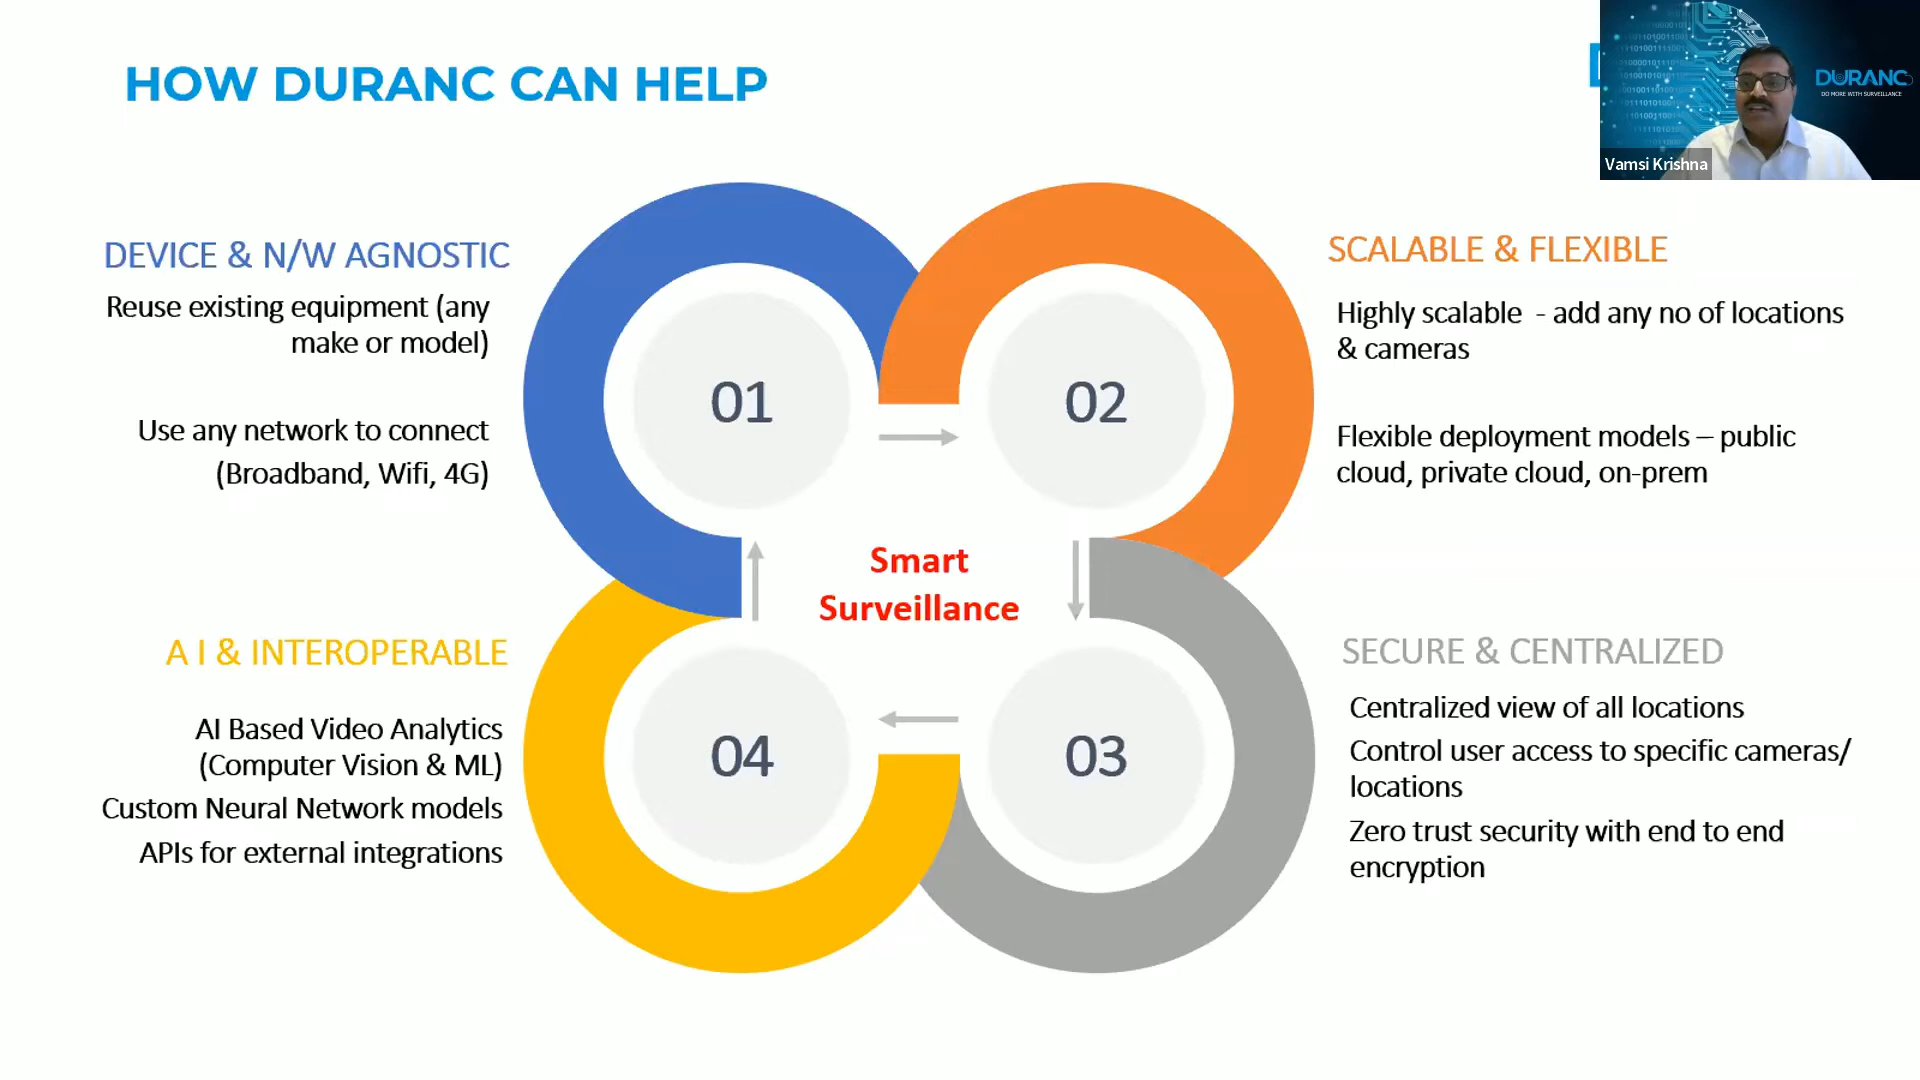 HOW DURANC CAN HELP
DURANC
DO MORE WITH SURVEILLANCE
Vamsi Krishna
DEVICE & N/W AGNOSTIC
Reuse existing equipment (any
make or model)
Use any network to connect
(Broadband, Wifi, 4G)
01
SCALABLE & FLEXIBLE
Highly scalable - add any no of locations
& cameras
Flexible deployment models – public
cloud, private cloud, on-prem
02
Smart
Surveillance
A I & INTEROPERABLE
AI Based Video Analytics
(Computer Vision & ML)
Custom Neural Network models
APIs for external integrations
04
SECURE & CENTRALIZED
Centralized view of all locations
Control user access to specific cameras/
locations
Zero trust security with end to end
encryption
03